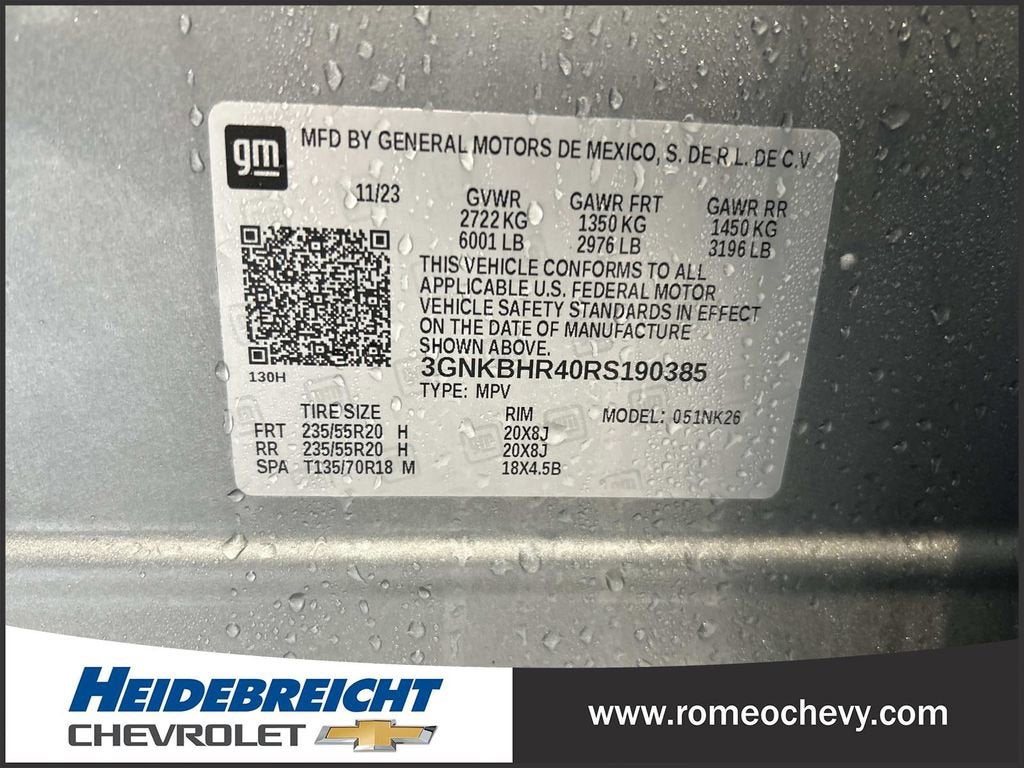 gm
MFD BY GENERAL MOTORS DE MEXICO, S. DE R L. DE C.V
11/23
GVWR GAWR FRT GAWR RR
2722 KG 1350 KG 1450 KG
6001 LB 2976 LB 3196 LB
THIS VEHICLE CONFORMS TO ALL
APPLICABLE U.S. FEDERAL MOTOR
VEHICLE SAFETY STANDARDS IN EFFECT
ON THE DATE OF MANUFACTURE
SHOWN ABOVE.
3GNKBHR40RS190385
130H
TYPE: MPV
TIRE SIZE RIM MODEL: 051NK26
FRT 235/55R20 H 20X8J
RR 235/55R20 H 20X8J
SPA T135/70R18 M 18X4.5B
HEIDEBREICHT
CHEVROLET
www.romeochevy.com